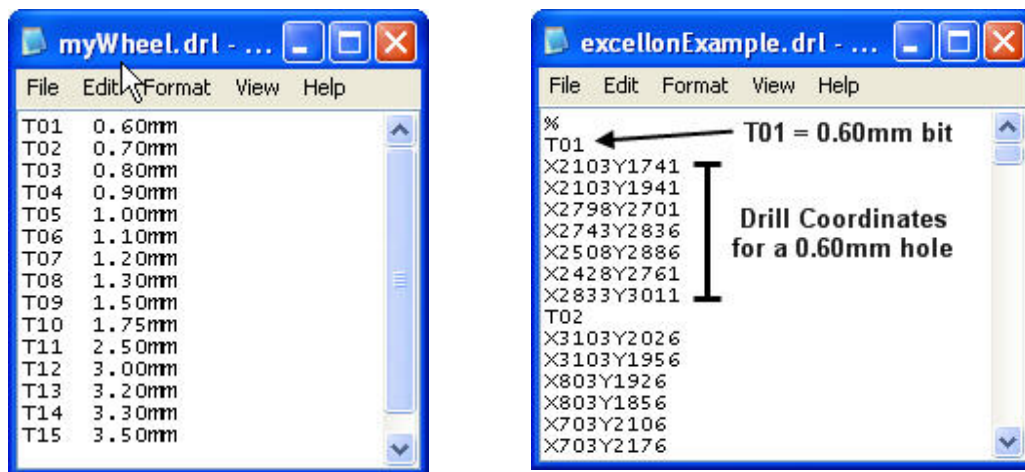 myWheel.drl - ...
File Edit Format View Help
T01 0.60mm
T02 0.70mm
T03 0.80mm
T04 0.90mm
T05 1.00mm
T06 1.10mm
T07 1.20mm
T08 1.30mm
T09 1.50mm
T10 1.75mm
T11 2.50mm
T12 3.00mm
T13 3.20mm
T14 3.30mm
T15 3.50mm
excellonExample.drl - ...
File Edit Format View Help
%
T01
X2103Y1741
X2103Y1941
X2798Y2701
X2743Y2836
X2508Y2886
X2428Y2761
X2833Y3011
T02
X3103Y2026
X3103Y1956
X803Y1926
X803Y1856
X703Y2106
X703Y2176
T01 = 0.60mm bit
Drill Coordinates
for a 0.60mm hole